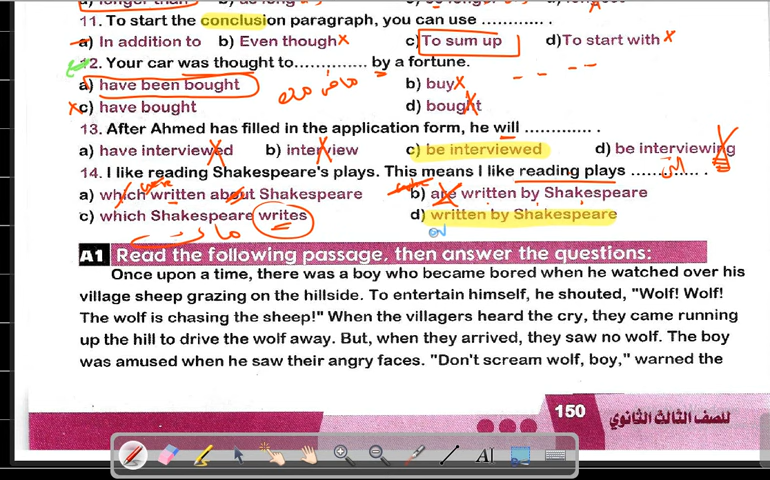 11. To start the conclusion paragraph, you can use ............ .
a) In addition to b) Even though x c) To sum up d)To start with x
12. Your car was thought to............... by a fortune.
a) have been bought b) buy x
x c) have bought d) bought
13. After Ahmed has filled in the application form, he will ............ .
a) have interviewed b) interview c) be interviewed d) be interviewing
14. I like reading Shakespeare's plays. This means I like reading plays ............ .
a) which written about Shakespeare b) are written by Shakespeare
c) which Shakespeare writes d) written by Shakespeare
A1 Read the following passage, then answer the questions:
Once upon a time, there was a boy who became bored when he watched over his
village sheep grazing on the hillside. To entertain himself, he shouted, "Wolf! Wolf!
The wolf is chasing the sheep!" When the villagers heard the cry, they came running
up the hill to drive the wolf away. But, when they arrived, they saw no wolf. The boy
was amused when he saw their angry faces. "Don't scream wolf, boy," warned the
150 للصف الثالث الثانوي